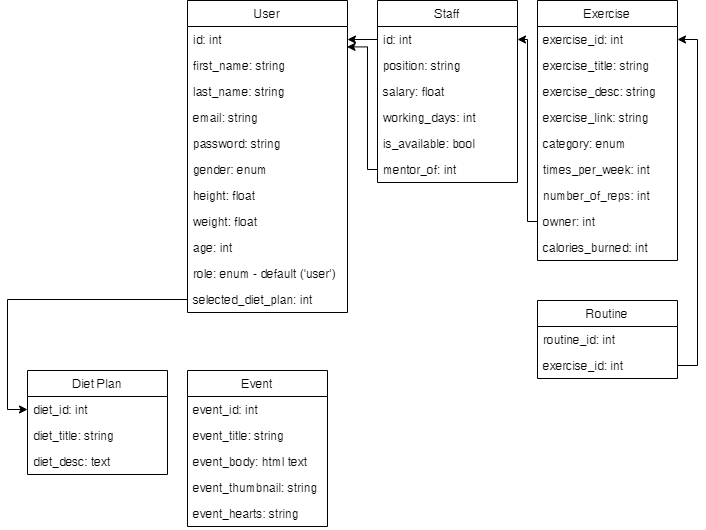 User
id: int
first_name: string
last_name: string
email: string
password: string
gender: enum
height: float
weight: float
age: int
role: enum - default ('user')
selected_diet_plan: int
Staff
id: int
position: string
salary: float
working_days: int
is_available: bool
mentor_of: int
Exercise
exercise_id: int
exercise_title: string
exercise_desc: string
exercise_link: string
category: enum
times_per_week: int
number_of_reps: int
owner: int
calories_burned: int
Routine
routine_id: int
exercise_id: int
Diet Plan
diet_id: int
diet_title: string
diet_desc: text
Event
event_id: int
event_title: string
event_body: html text
event_thumbnail: string
event_hearts: string